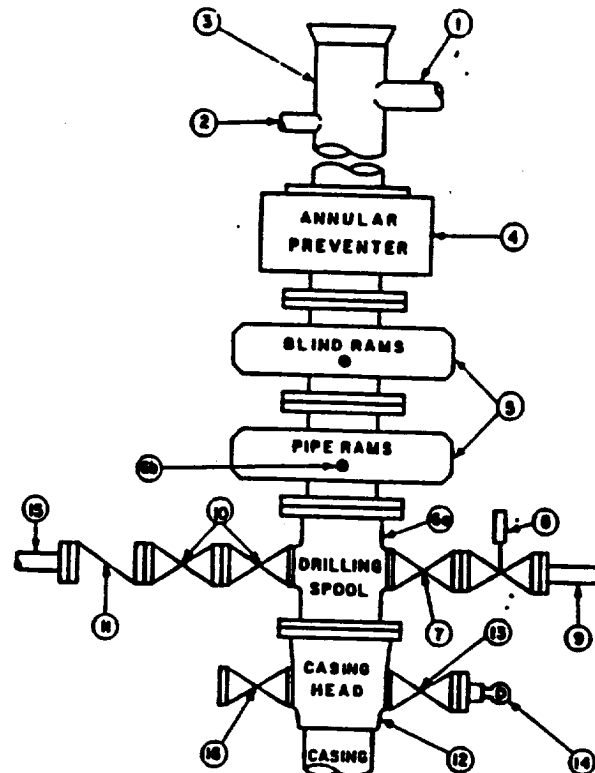 3
1
2
ANNULAR
PREVENTER
4
BLIND RAMS
5
PIPE RAMS
6b
6a
8
15
10
DRILLING
SPOOL
11
7
13
9
CASING
HEAD
16
12
14
CASING